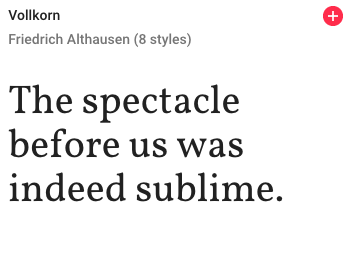 Vollkorn
Friedrich Althausen (8 styles)
The spectacle
before us was
indeed sublime.